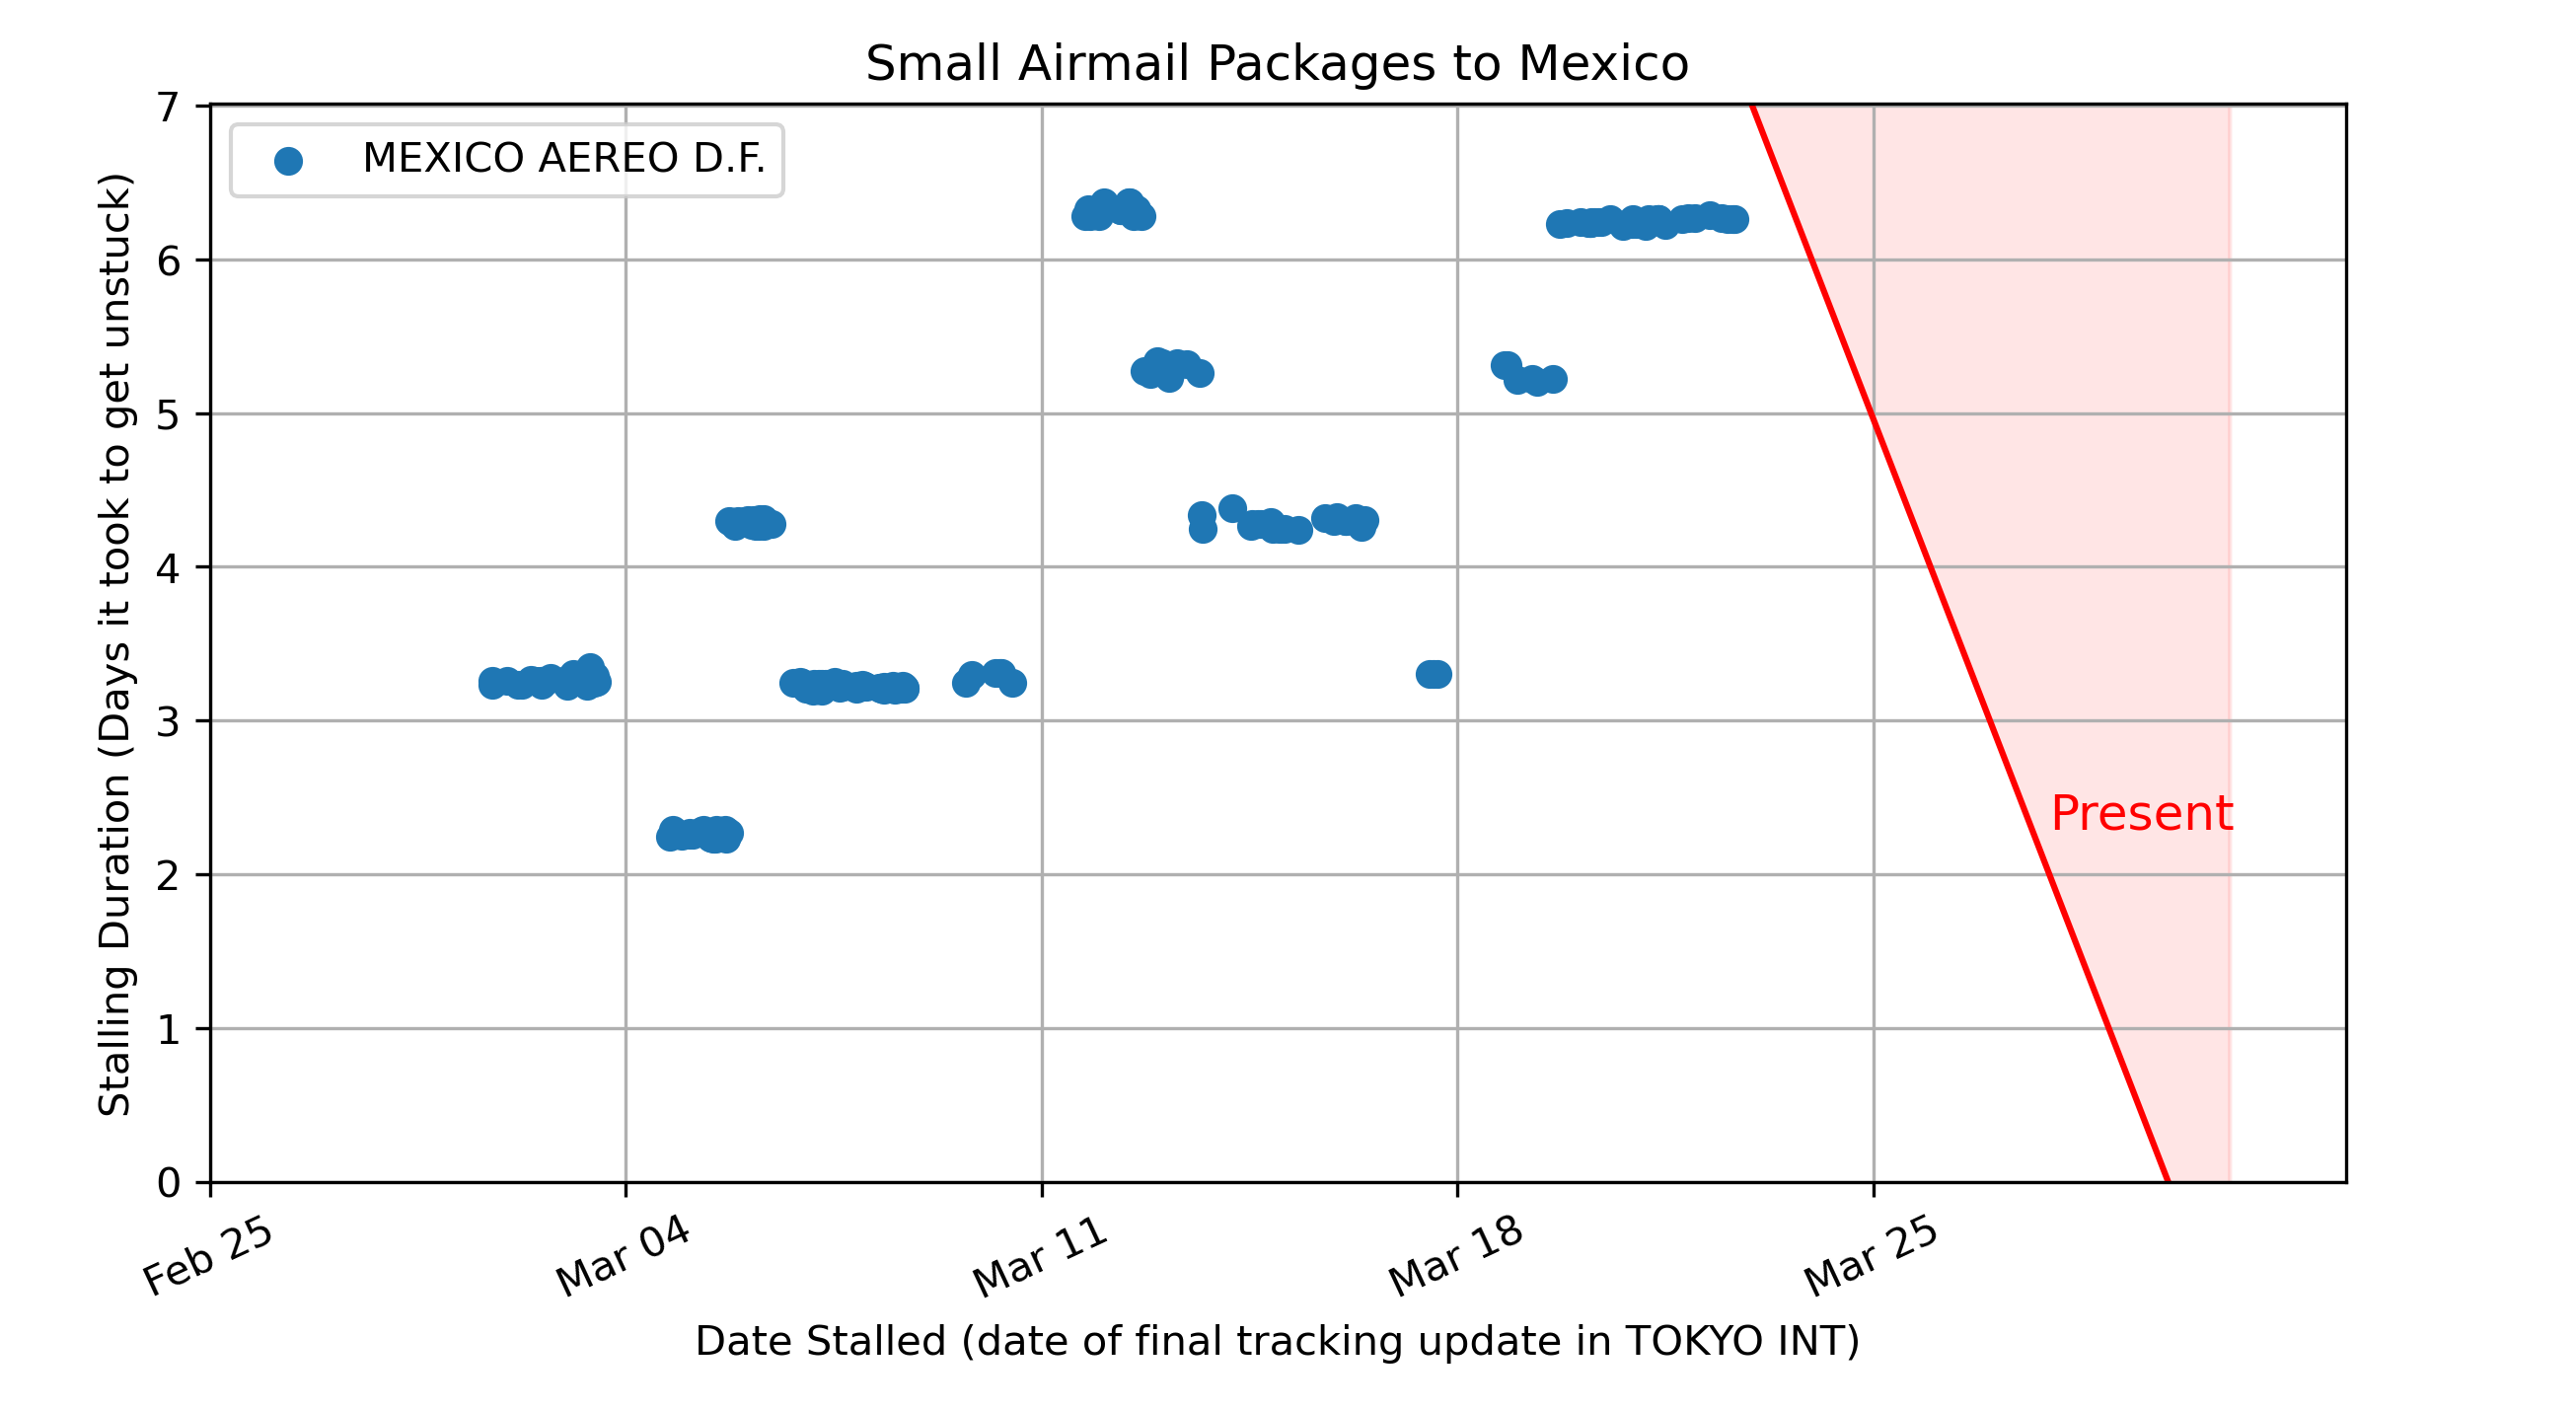 Small Airmail Packages to Mexico
MEXICO AEREO D.F.
Stalling Duration (Days it took to get unstuck)
7
6
5
4
3
2
1
0
Present
Feb 25
Mar 04
Mar 11
Mar 18
Mar 25
Date Stalled (date of final tracking update in TOKYO INT)